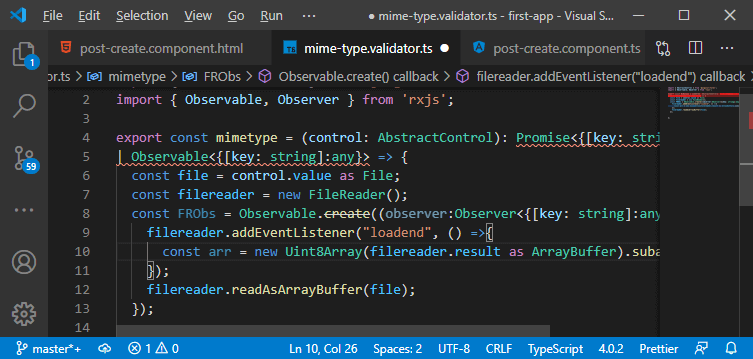 File Edit Selection View Go Run ··· ● mime-type.validator.ts - first-app - Visual S...
post-create.component.html mime-type.validator.ts ● post-create.component.ts ···
or.ts > mimetype > FRObs > Observable.create() callback > filereader.addEventListener("loadend") callback
2 import { Observable, Observer } from 'rxjs';
3
4 export const mimetype = (control: AbstractControl): Promise<{[key: stri
5 | Observable<{[key: string]:any}> => {
6 const file = control.value as File;
7 const filereader = new FileReader();
8 const FRObs = Observable.create((observer:Observer<{[key: string]:any
9 filereader.addEventListener("loadend", () =>{
10 const arr = new Uint8Array(filereader.result as ArrayBuffer).suba
11 });
12 filereader.readAsArrayBuffer(file);
13 });
14
1
59
master*+ 1 0 Ln 10, Col 26 Spaces: 2 UTF-8 CRLF TypeScript 4.0.2 Prettier